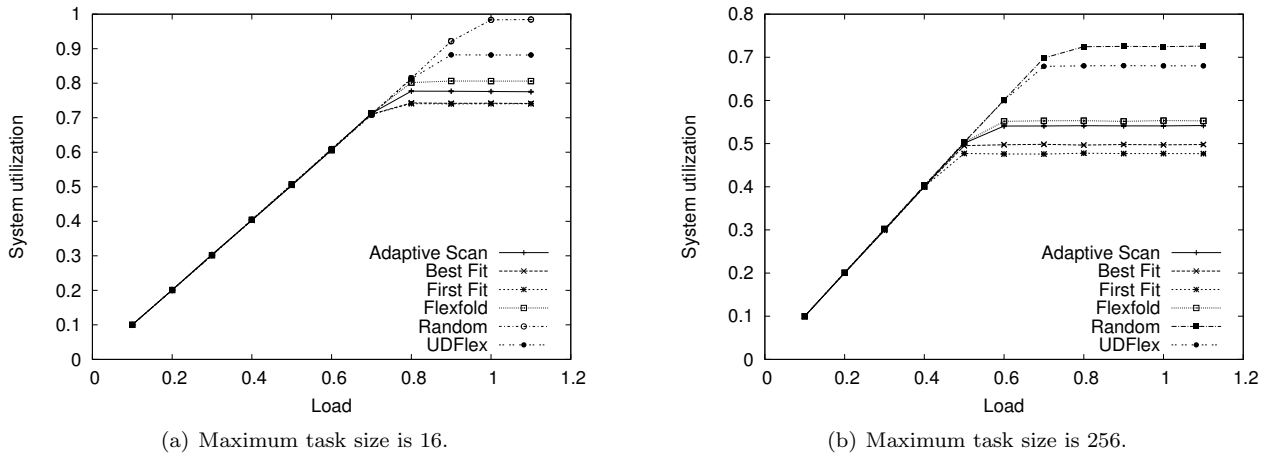 1
0.9
0.8
0.7
0.6
0.5
0.4
0.3
0.2
0.1
0
System utilization
Adaptive Scan
Best Fit
First Fit
Flexfold
Random
UDFlex
0 0.2 0.4 0.6 0.8 1 1.2
Load
(a) Maximum task size is 16.
0.8
0.7
0.6
0.5
0.4
0.3
0.2
0.1
0
System utilization
Adaptive Scan
Best Fit
First Fit
Flexfold
Random
UDFlex
0 0.2 0.4 0.6 0.8 1 1.2
Load
(b) Maximum task size is 256.